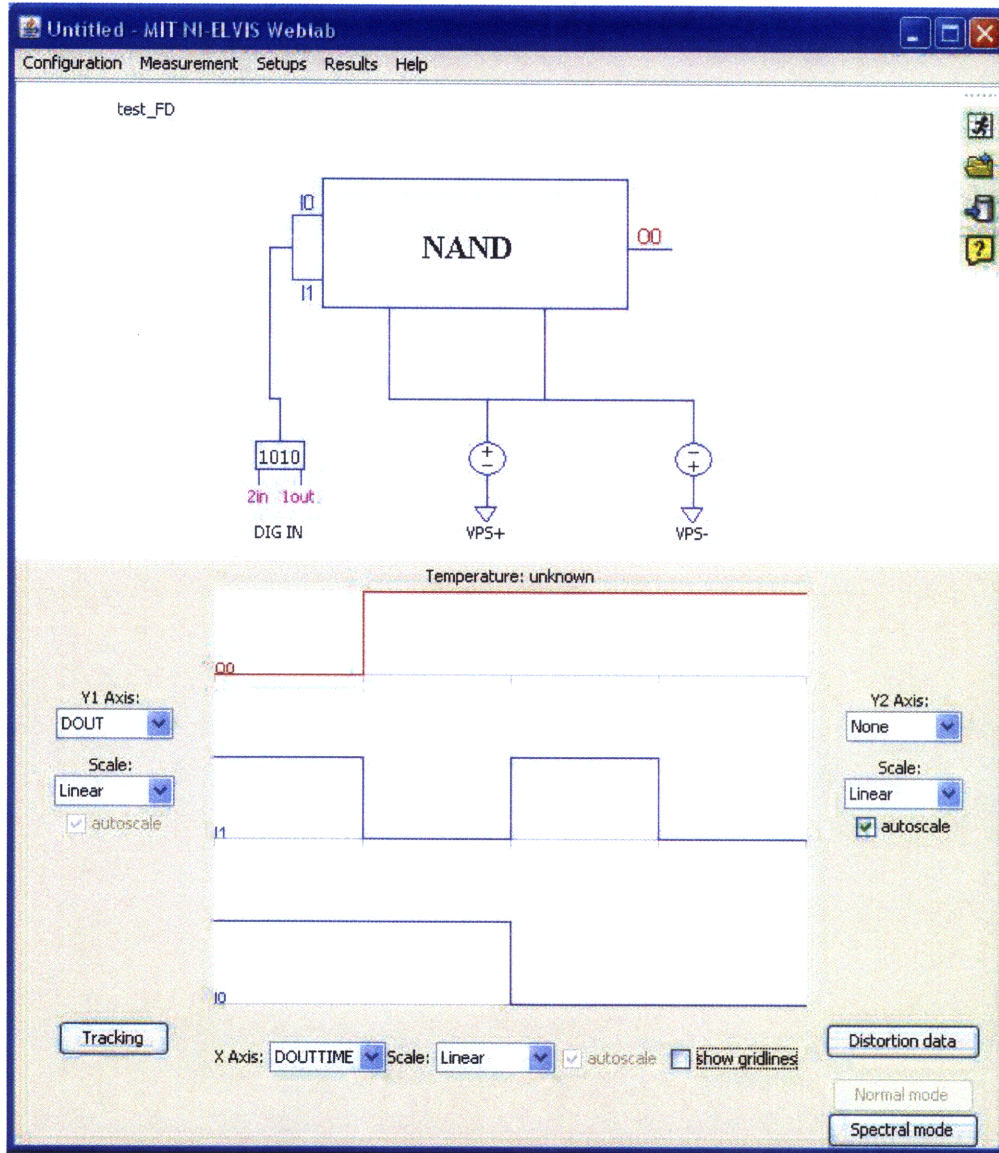 Untitled - MIT NI-ELVIS Weblab
Configuration Measurement Setups Results Help
test_FD
I0
NAND
O0
I1
1010
2in 1out
DIG IN
VPS+
VPS-
Temperature: unknown
O0
Y1 Axis:
DOUT
Scale:
Linear
autoscale
Y2 Axis:
None
Scale:
Linear
autoscale
I1
I0
Tracking
X Axis: DOUTTIME Scale: Linear autoscale show gridlines
Distortion data
Normal mode
Spectral mode